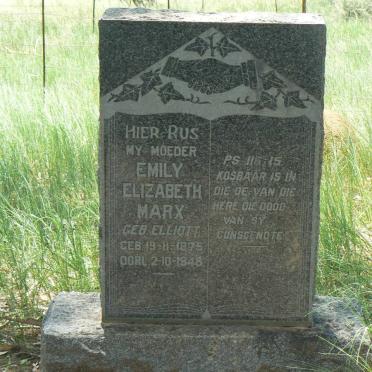 HIER RUS
MY MOEDER
EMILY
ELIZABETH
MARX
GEB ELLIOTT
GEB 19-11-1875
OORL 2-10-1948
PS 116:15
KOSBAAR IS IN
DIE OË VAN DIE
HERE DIE DOOD
VAN SY
GUNSGENOTE